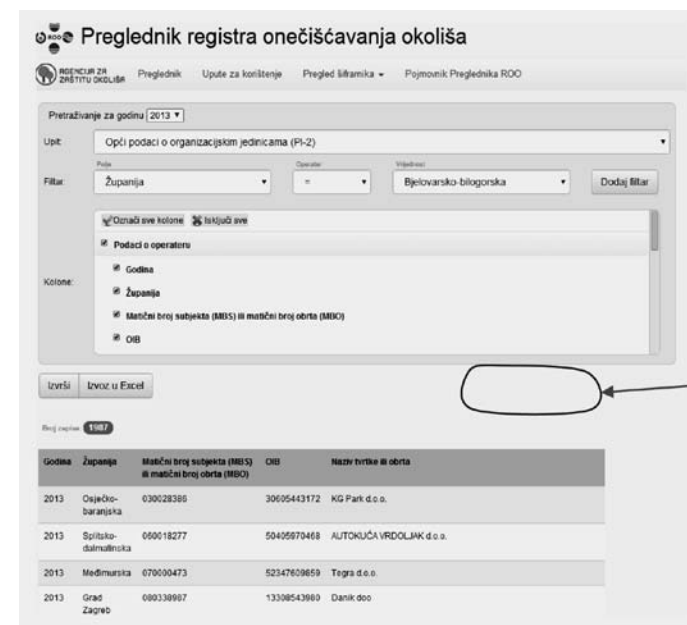 ROO Preglednik registra onečišćavanja okoliša
AGENCIJA ZA
ZAŠTITU OKOLIŠA
Preglednik Upute za korištenje Pregled šiframika Pojmovnik Preglednika ROO
Pretraživanje za godinu 2013
Upit: Opći podaci o organizacijskim jedinicama (PI-2)
Polje Operator Vrijednost
Filtar: Županija = Bjelovarsko-bilogorska Dodaj filtar
Označi sve kolone Isključi sve
Podaci o operateru
Godina
Kolone: Županija
Matični broj subjekta (MBS) ili matični broj obrta (MBO)
OIB
Izvrši Izvoz u Excel
Broj zapisa 1987
Godina Županija Matični broj subjekta (MBS) OIB Naziv tvrtke ili obrta
ili matični broj obrta (MBO)
2013 Osječko- 030028386 30605443172 KG Park d.o.o.
baranjska
2013 Splitsko- 060018277 50405970468 AUTOKUĆA VRDOLJAK d.o.o.
dalmatinska
2013 Međimurska 070000473 52347609859 Tegra d.o.o.
2013 Grad 080338987 13308543980 Danik doo
Zagreb